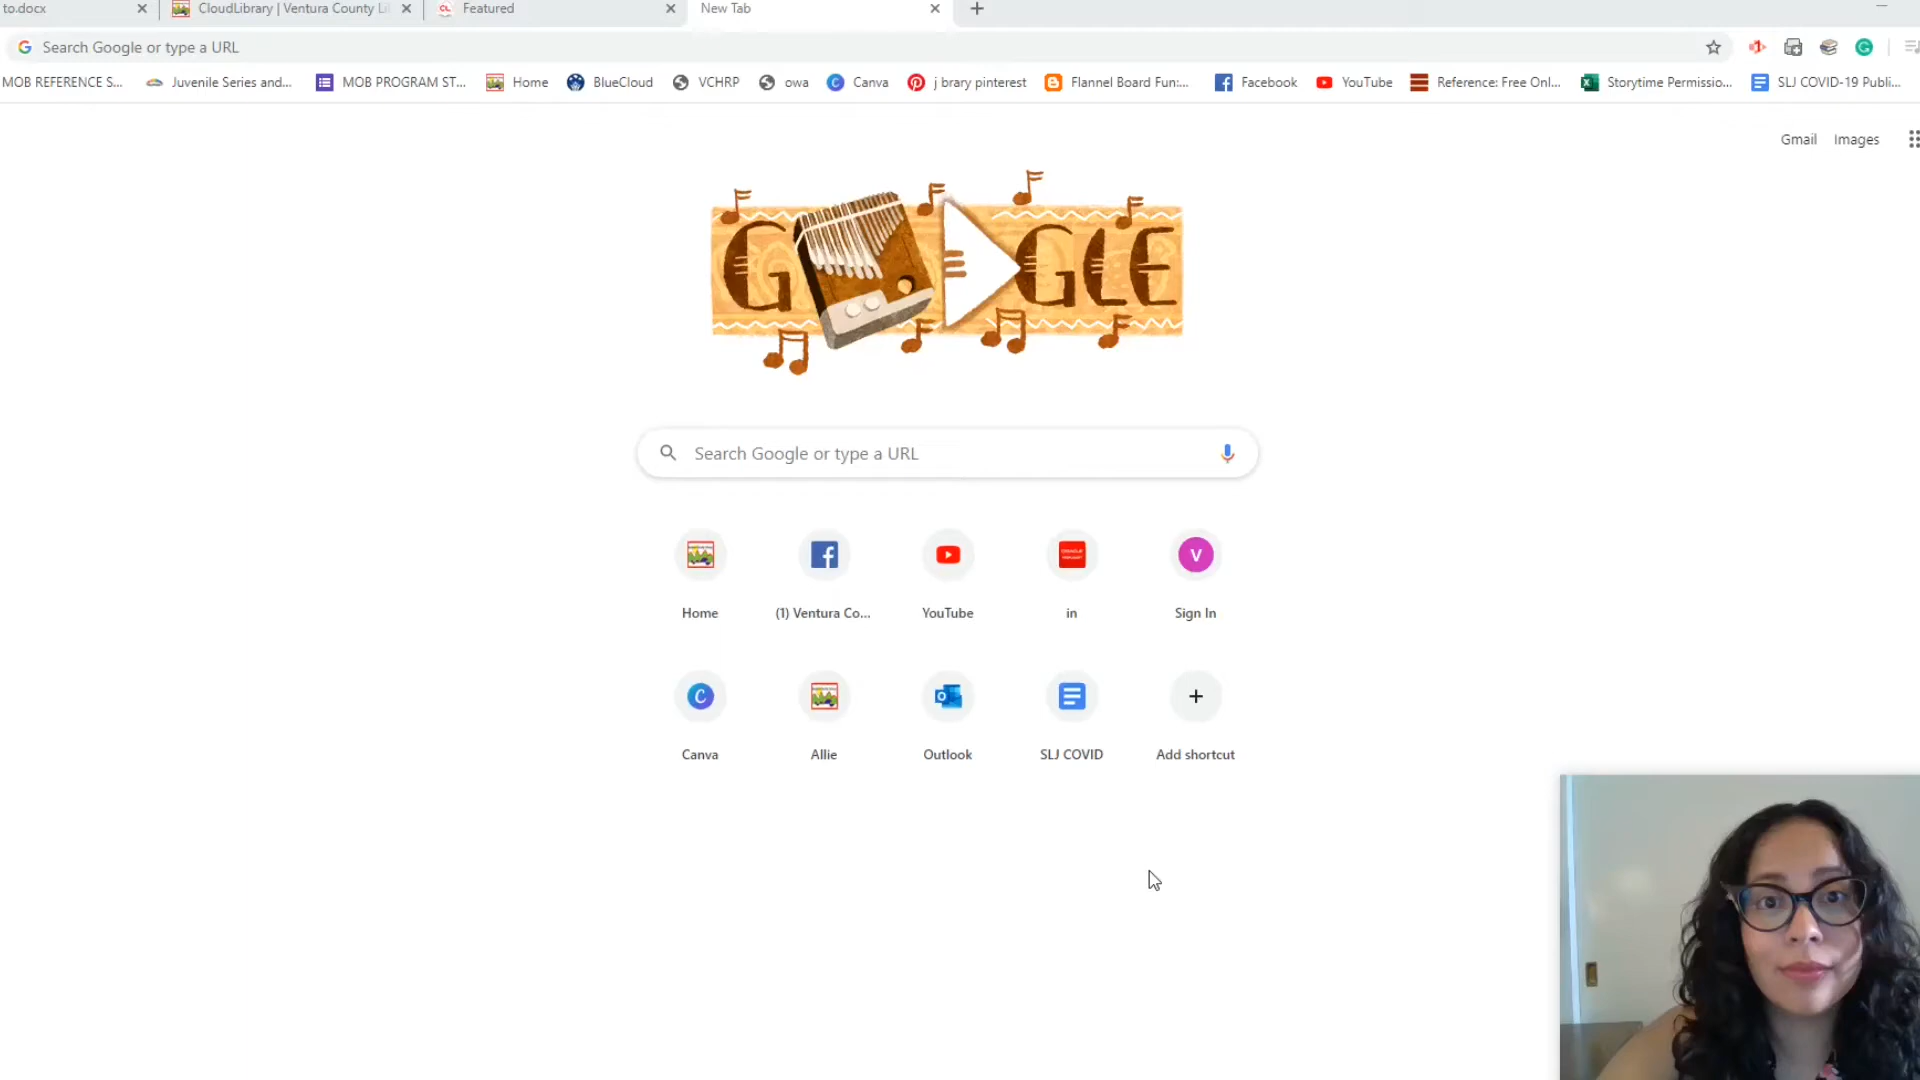 to.docx
CloudLibrary | Ventura County Li
Featured
New Tab
Search Google or type a URL
MOB REFERENCE S...
Juvenile Series and...
MOB PROGRAM ST...
Home
BlueCloud
VCHRP
owa
Canva
j brary pinterest
Flannel Board Fun:...
Facebook
YouTube
Reference: Free Onl...
Storytime Permissio...
SLJ COVID-19 Publi...
Gmail
Images
G GLE
Search Google or type a URL
Home
(1) Ventura Co...
YouTube
in
V
Sign In
Canva
Allie
Outlook
SLJ COVID
Add shortcut